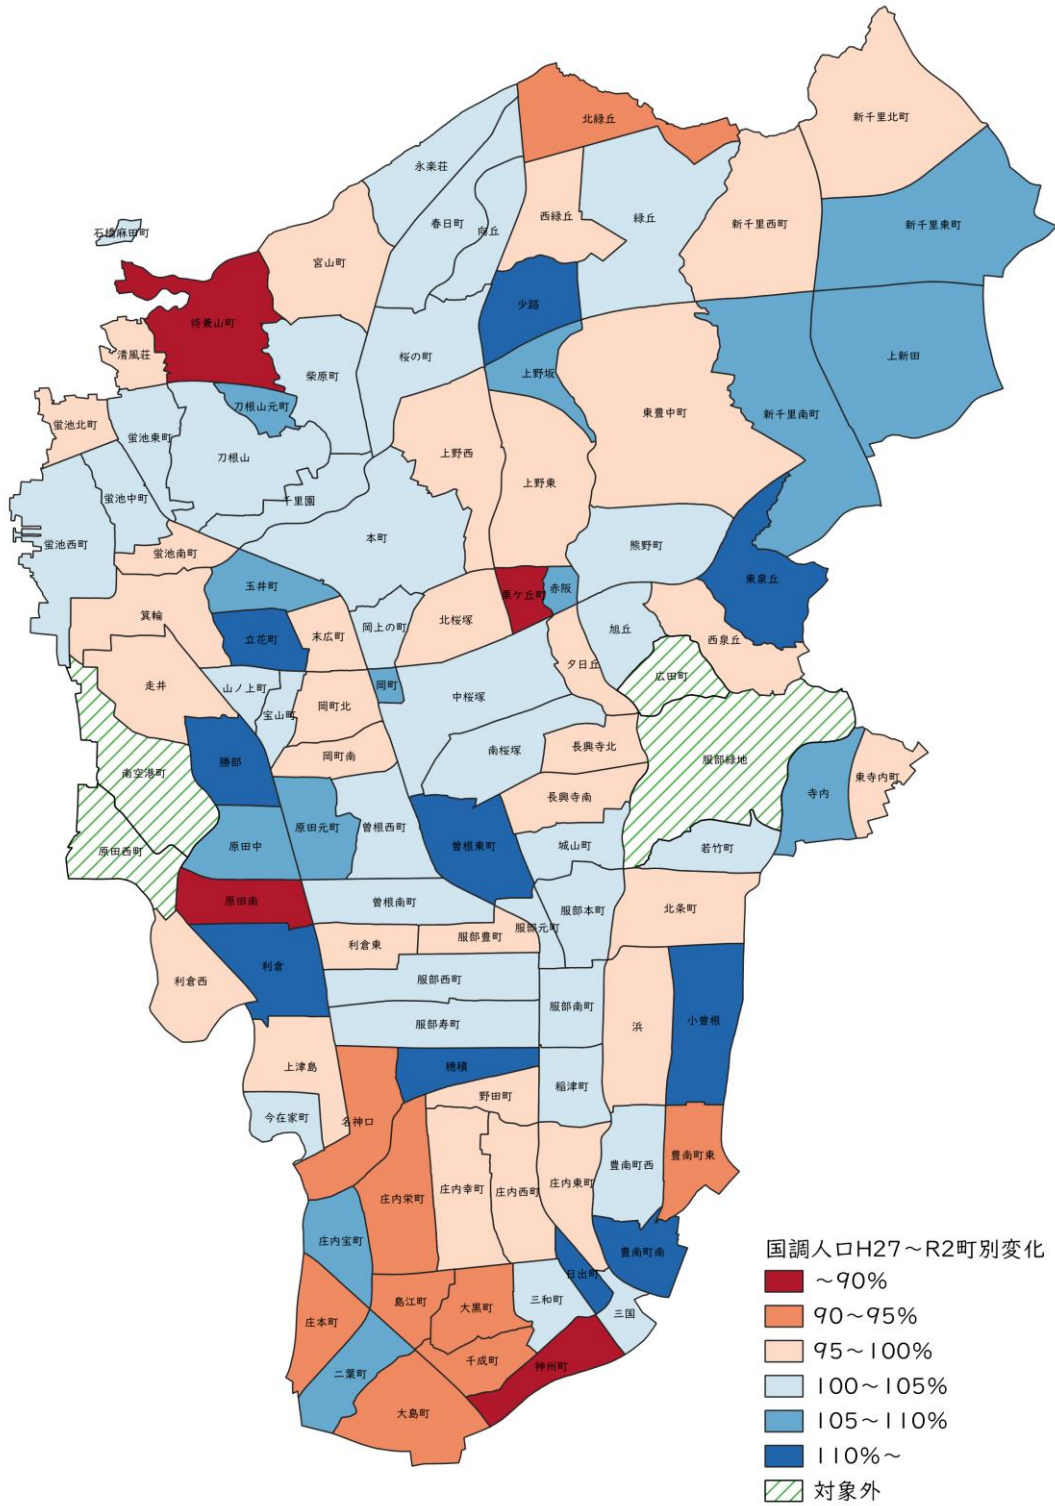 北緑丘
新千里北町
永楽荘
石橋麻田町
春日町
向丘
西緑丘
緑丘
新千里西町
新千里東町
宮山町
待兼山町
少路
清風荘
柴原町
桜の町
上野坂
上新田
刀根山元町
東豊中町
新千里南町
蛍池北町
蛍池東町
刀根山
上野西
上野東
蛍池中町
千里園
蛍池西町
蛍池南町
本町
熊野町
玉井町
栗ケ丘町
赤阪
東泉丘
箕輪
立花町
末広町
岡上の町
北桜塚
旭丘
西泉丘
夕日丘
広田町
走井
山ノ上町
宝山町
岡町北
岡町
中桜塚
南桜塚
長興寺北
服部緑地
勝部
岡町南
南空港町
東寺内町
寺内
長興寺南
原田西町
原田中
原田元町
曽根西町
曽根東町
城山町
若竹町
原田南
曽根南町
服部元町
服部本町
北条町
利倉東
服部豊町
利倉西
利倉
服部西町
服部南町
浜
小曽根
服部寿町
上津島
穂積
野田町
稲津町
今在家町
名神口
庄内栄町
庄内幸町
庄内西町
庄内東町
豊南町西
豊南町東
庄内宝町
豊南町南
日出町
庄本町
島江町
大黒町
三和町
三国
二葉町
千成町
神州町
大島町
国調人口H27〜R2町別変化
〜90%
90〜95%
95〜100%
100〜105%
105〜110%
110%〜
対象外